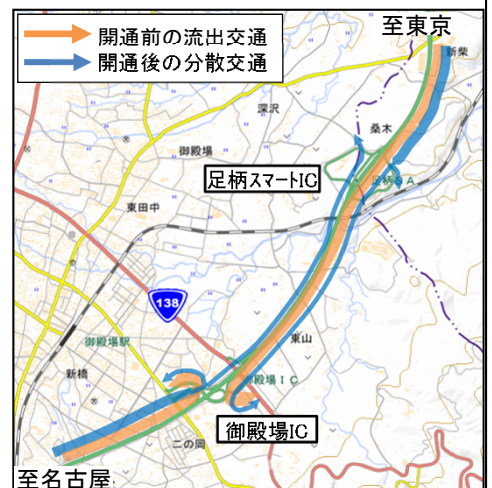 開通前の流出交通
開通後の分散交通
至東京
新柴
深沢
桑木
御殿場
足柄スマートIC
足柄SA
東田中
138
御殿場駅
東山
新橋
御殿場IC
御殿場IC
二の岡
至名古屋